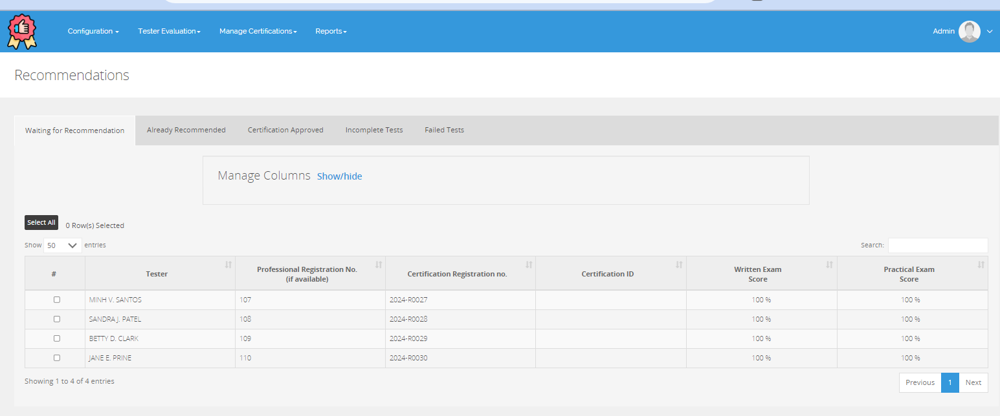 Configuration Tester Evaluation Manage Certifications Reports Admin
Recommendations
Waiting for Recommendation Already Recommended Certification Approved Incomplete Tests Failed Tests
Manage Columns Show/hide
Select All 0 Row(s) Selected
Show 50 entries Search:
# Tester Professional Registration No. (if available) Certification Registration no. Certification ID Written Exam Score Practical Exam Score
MINH V. SANTOS 107 2024-R0027 100 % 100 %
SANDRA J. PATEL 108 2024-R0028 100 % 100 %
BETTY D. CLARK 109 2024-R0029 100 % 100 %
JANE E. PRINE 110 2024-R0030 100 % 100 %
Showing 1 to 4 of 4 entries Previous 1 Next